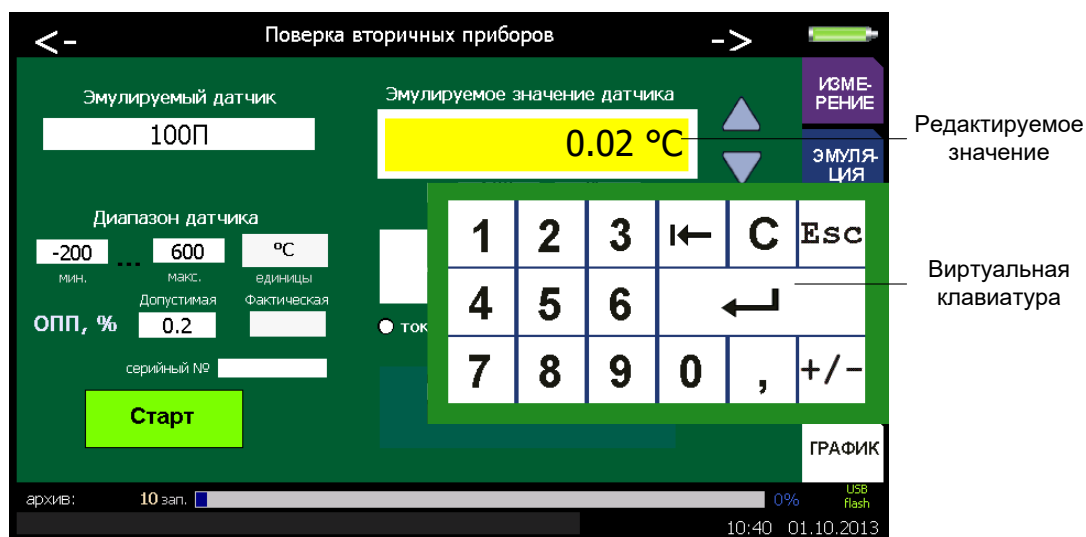 <- Поверка вторичных приборов ->
Эмулируемый датчик
100П
Эмулируемое значение датчика
0.02 °C
ИЗМЕ-
РЕНИЕ
ЭМУЛЯ-
ЦИЯ
Редактируемое
значение
Диапазон датчика
-200 ... 600 °C
мин. макс. единицы
Допустимая Фактическая
ОПП, % 0.2
серийный №
Старт
ток
1 2 3 C Esc
4 5 6
7 8 9 0 , +/-
Виртуальная
клавиатура
ГРАФИК
архив: 10 зап. 0% USB
flash
10:40 01.10.2013